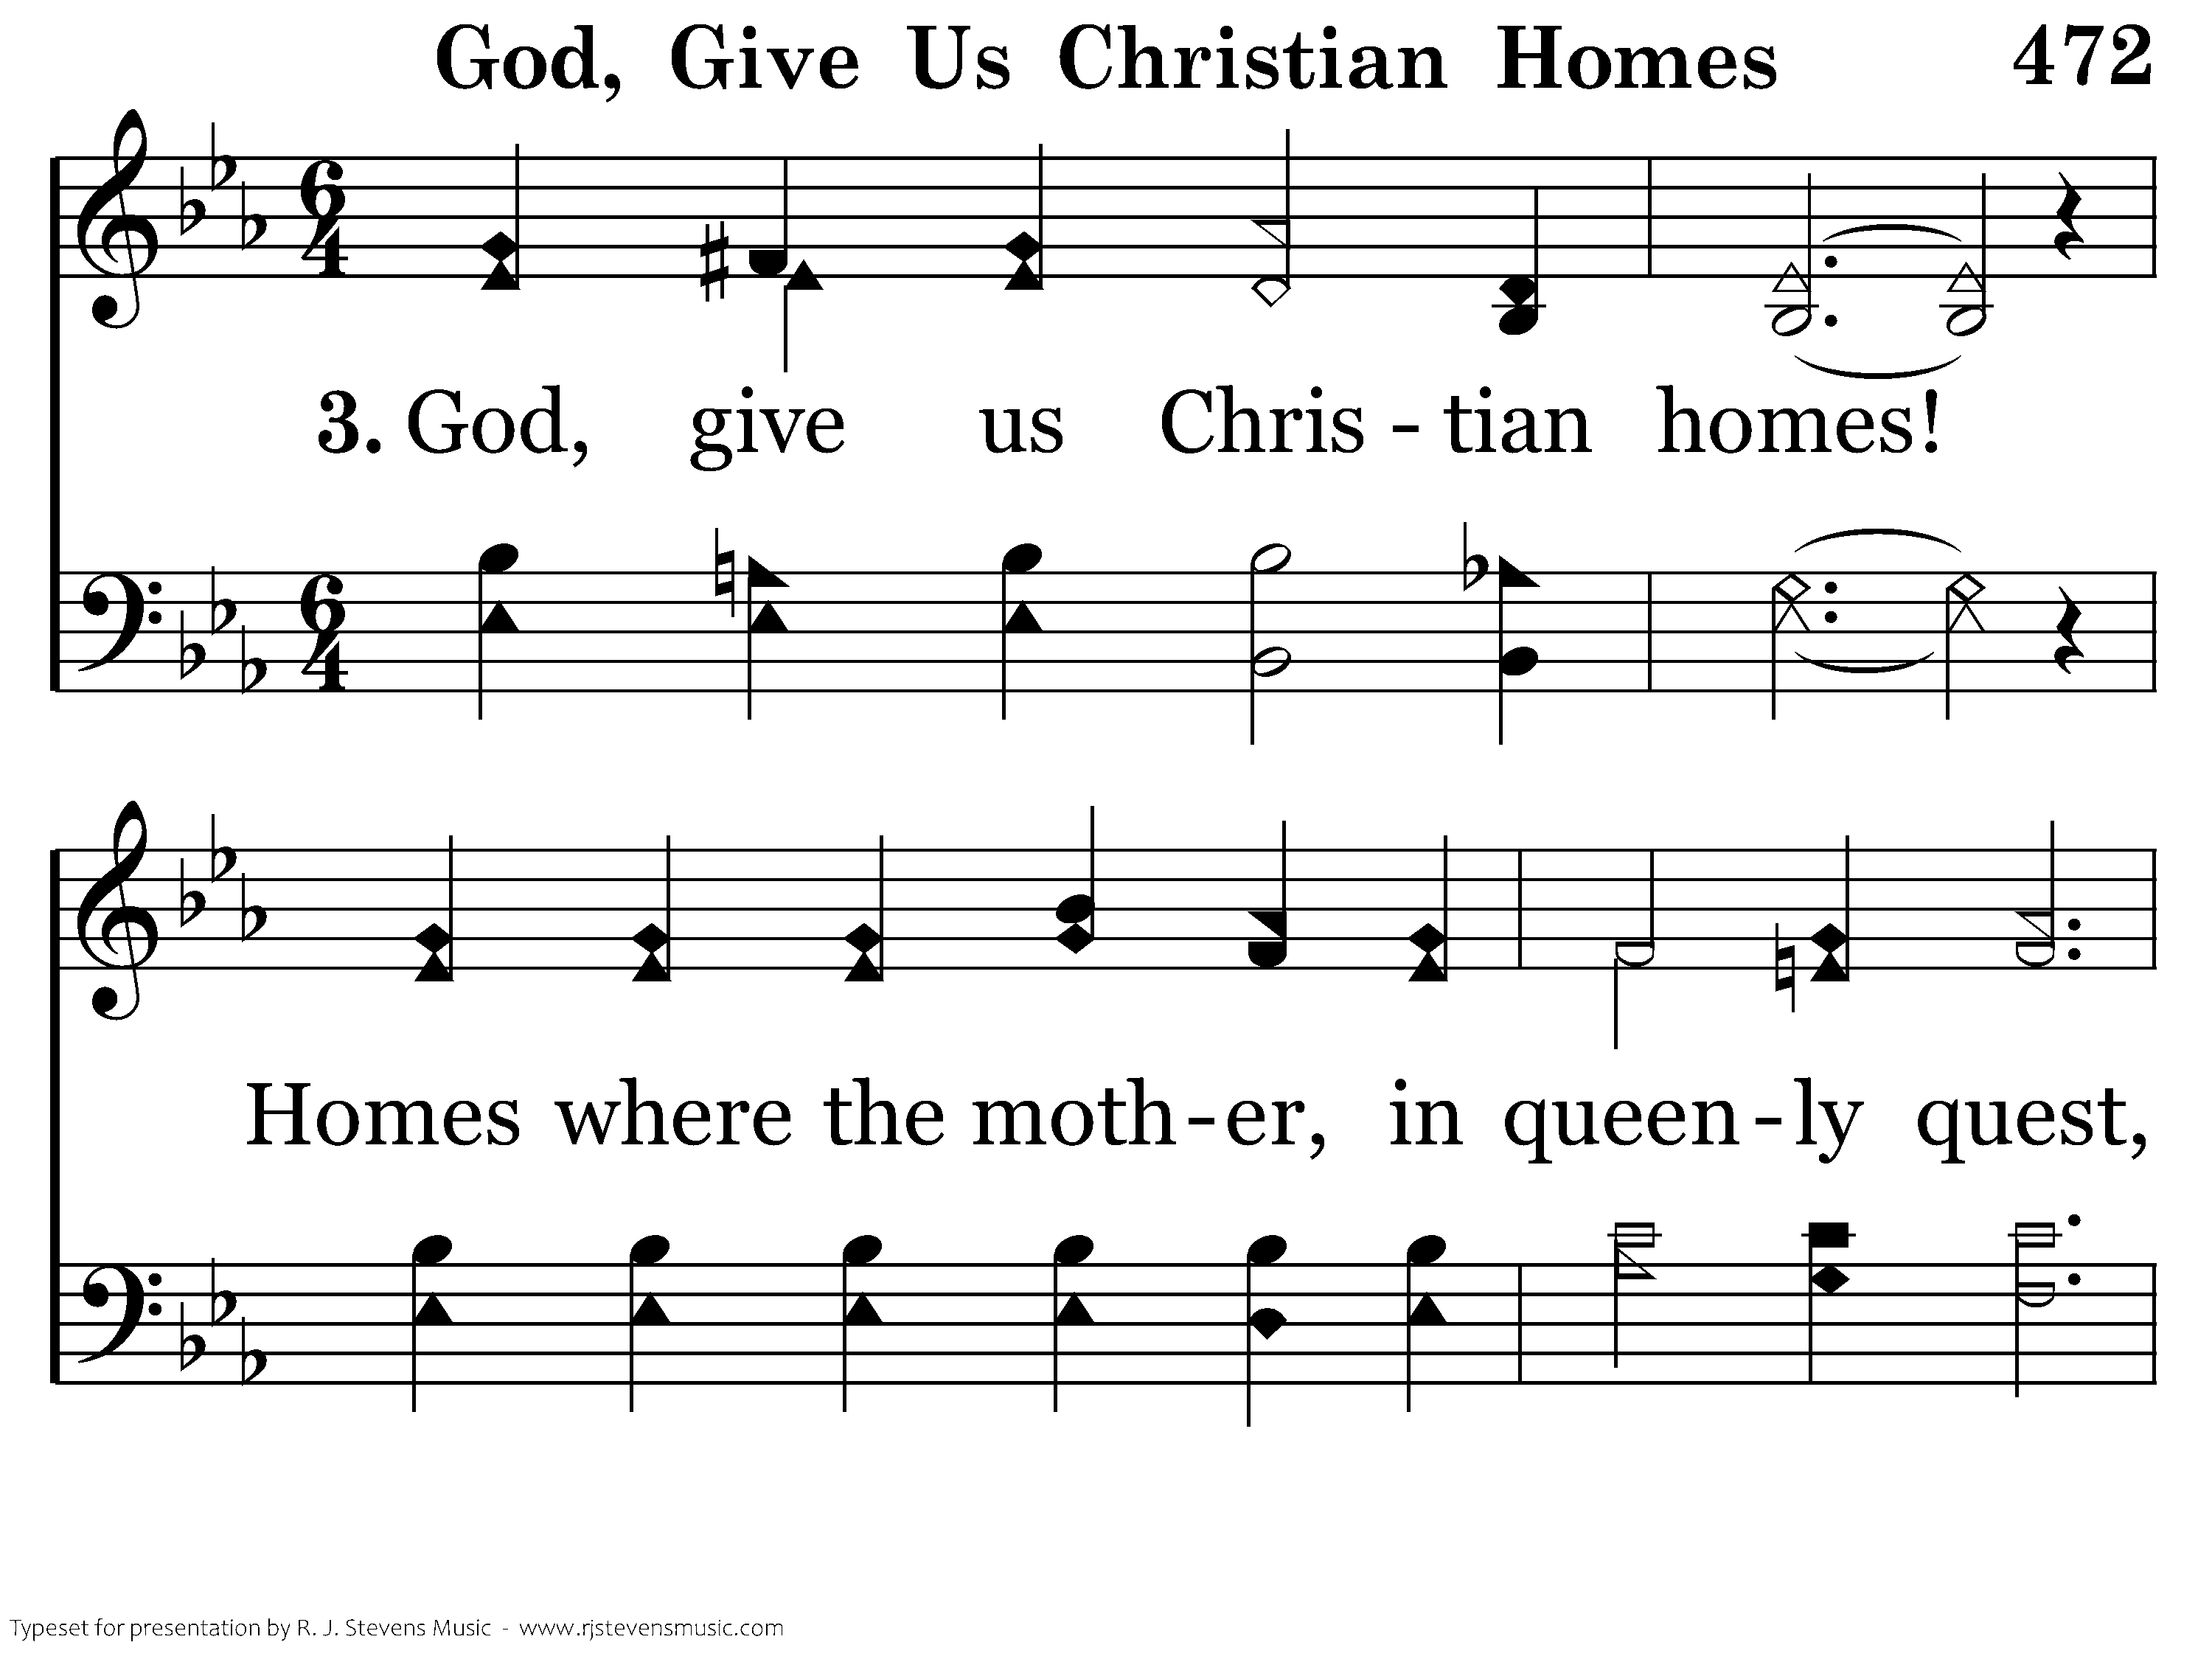 God, Give Us Christian Homes 472
3. God, give us Chris - tian homes!
Homes where the moth - er, in queen - ly quest,
Typeset for presentation by R. J. Stevens Music - www.rjstevensmusic.com